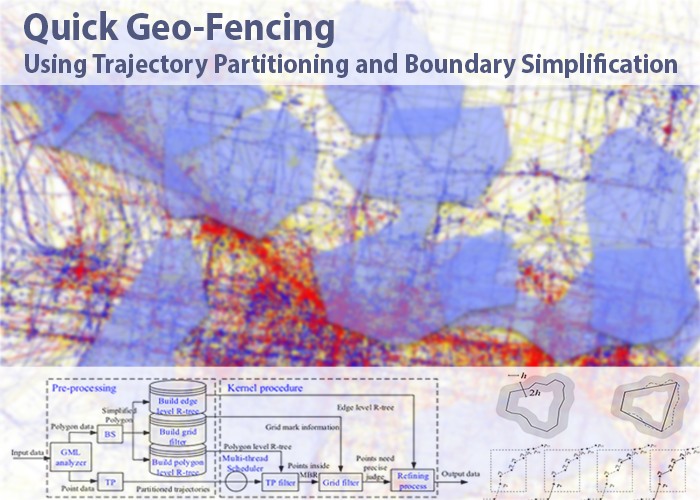 Quick Geo-Fencing
Using Trajectory Partitioning and Boundary Simplification
Pre-processing
Kernel procedure
Build edge
level R-tree
Edge level R-tree
Simplified
Polygon
Polygon data
Build grid
filter
Grid mark information
BS
Input data
GML
analyzer
Polygon level R-tree
Build polygon
level R-tree
Multi-thread
Scheduler
Points inside
MBR
Points need
precise
judge
Output data
Point data
TP
Partitioned trajectories
TP filter
Grid filter
Refining
process
h
2h